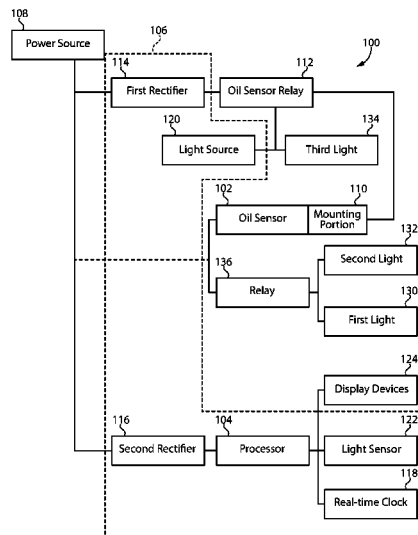 108
106
100
Power Source
114
112
First Rectifier
Oil Sensor Relay
120
134
Light Source
Third Light
102
110
Oil Sensor
Mounting
Portion
132
136
Second Light
Relay
130
First Light
124
Display Devices
116
104
122
Second Rectifier
Processor
Light Sensor
118
Real-time Clock